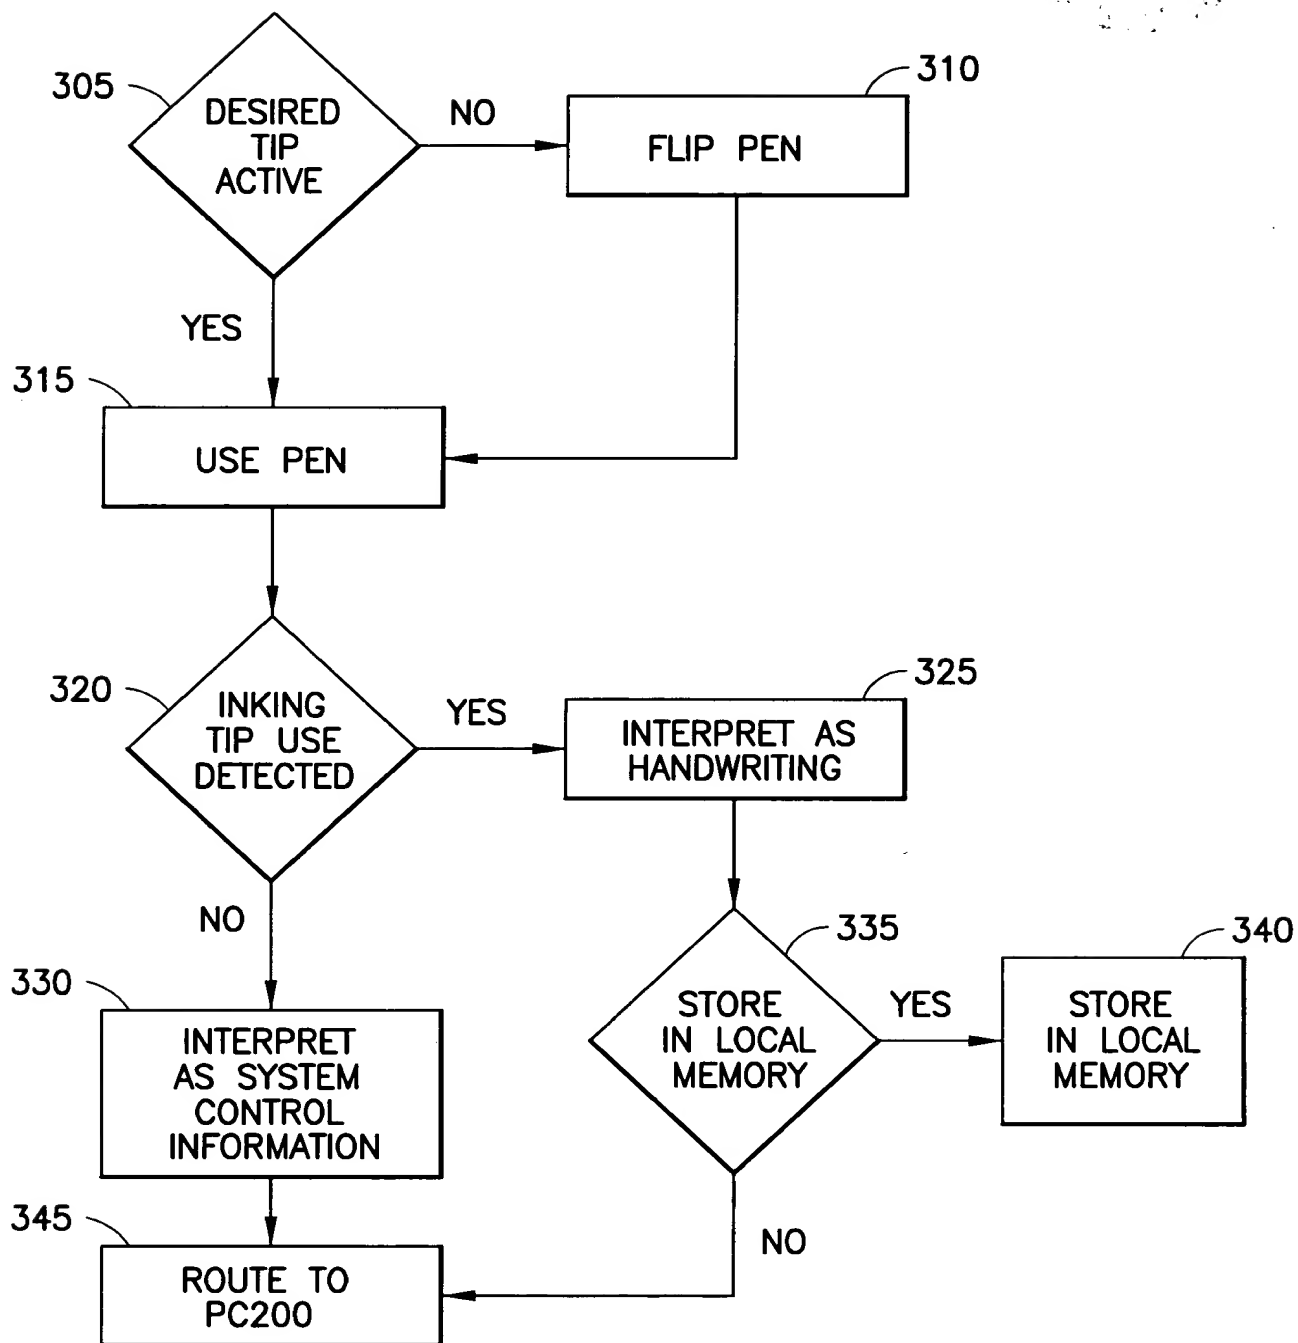 305
DESIRED
TIP
ACTIVE
NO
310
FLIP PEN
YES
315
USE PEN
320
INKING
TIP USE
DETECTED
YES
325
INTERPRET AS
HANDWRITING
NO
335
STORE
IN LOCAL
MEMORY
YES
340
STORE
IN LOCAL
MEMORY
330
INTERPRET
AS SYSTEM
CONTROL
INFORMATION
NO
345
ROUTE TO
PC200